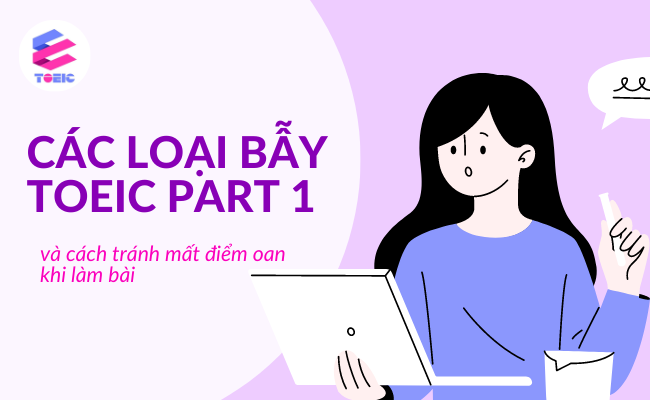 TOEIC
CÁC LOẠI BẪY
TOEIC PART 1
và cách tránh mất điểm oan
khi làm bài